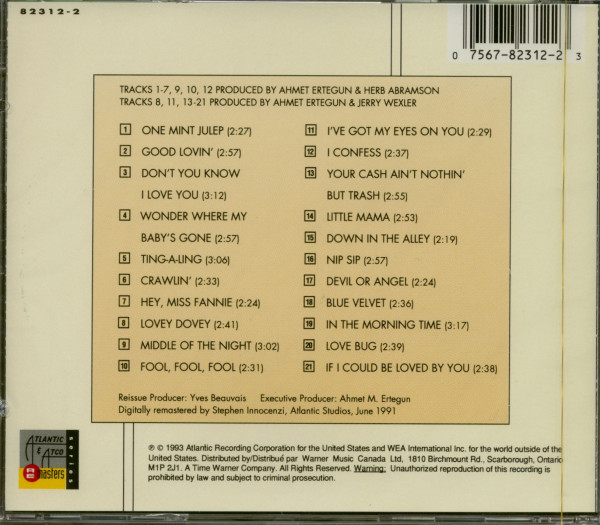 82312-2
0 7567-82312-2 3
TRACKS 1-7, 9, 10, 12 PRODUCED BY AHMET ERTEGUN & HERB ABRAMSON
TRACKS 8, 11, 13-21 PRODUCED BY AHMET ERTEGUN & JERRY WEXLER
1 ONE MINT JULEP (2:27)
2 GOOD LOVIN' (2:57)
3 DON'T YOU KNOW
I LOVE YOU (3:12)
4 WONDER WHERE MY
BABY'S GONE (2:57)
5 TING-A-LING (3:06)
6 CRAWLIN' (2:33)
7 HEY, MISS FANNIE (2:24)
8 LOVEY DOVEY (2:41)
9 MIDDLE OF THE NIGHT (3:02)
10 FOOL, FOOL, FOOL (2:31)
11 I'VE GOT MY EYES ON YOU (2:29)
12 I CONFESS (2:37)
13 YOUR CASH AIN'T NOTHIN'
BUT TRASH (2:55)
14 LITTLE MAMA (2:53)
15 DOWN IN THE ALLEY (2:19)
16 NIP SIP (2:57)
17 DEVIL OR ANGEL (2:24)
18 BLUE VELVET (2:36)
19 IN THE MORNING TIME (3:17)
20 LOVE BUG (2:39)
21 IF I COULD BE LOVED BY YOU (2:38)
Reissue Producer: Yves Beauvais Executive Producer: Ahmet M. Ertegun
Digitally remastered by Stephen Innocenzi, Atlantic Studios, June 1991
ATLANTIC
& ATCO
REmasters
series
℗ © 1993 Atlantic Recording Corporation for the United States and WEA International Inc. for the world outside of the
United States. Distributed by/Distribué par Warner Music Canada Ltd, 1810 Birchmount Rd., Scarborough, Ontario
M1P 2J1. A Time Warner Company. All Rights Reserved. Warning: Unauthorized reproduction of this recording is
prohibited by law and subject to criminal prosecution.